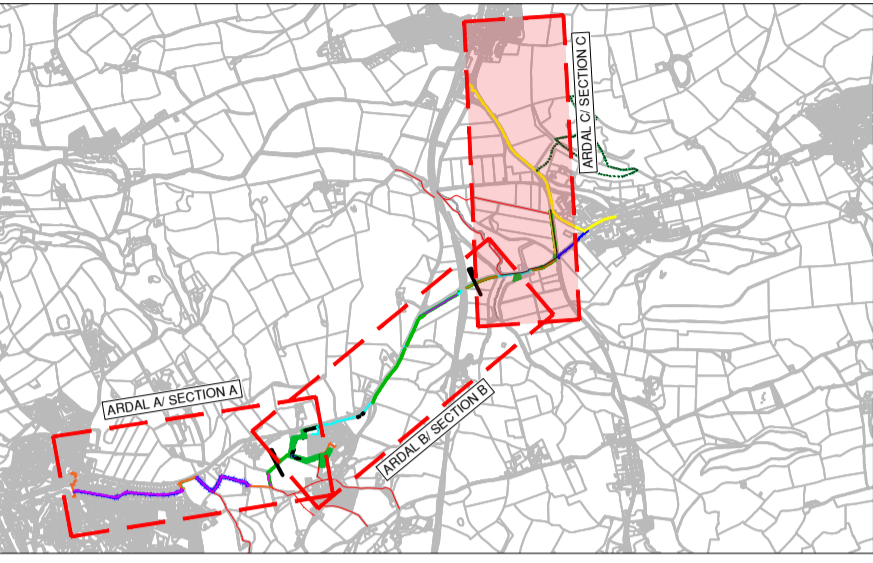 ARDAL C/ SECTION C
ARDAL A/ SECTION A
ARDAL B/ SECTION B